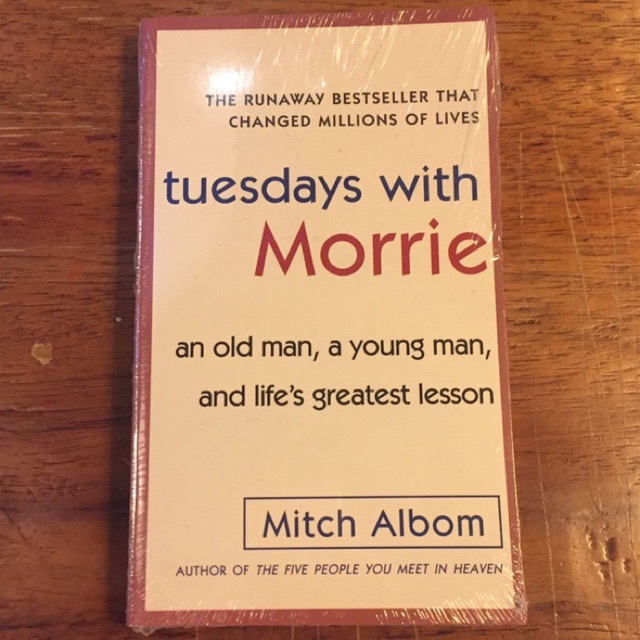 THE RUNAWAY BESTSELLER THAT
CHANGED MILLIONS OF LIVES
tuesdays with
Morrie
an old man, a young man,
and life's greatest lesson
Mitch Albom
AUTHOR OF THE FIVE PEOPLE YOU MEET IN HEAVEN